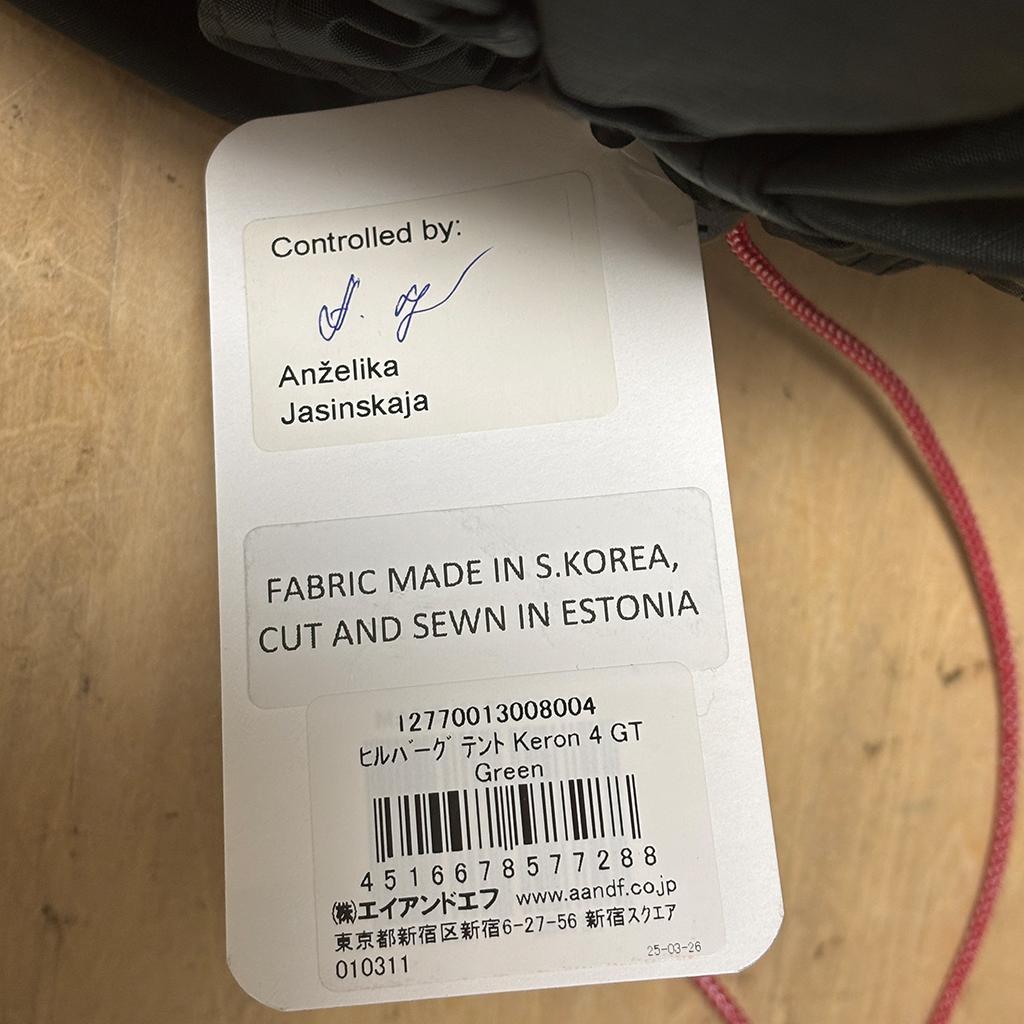 Controlled by:
Anželika
Jasinskaja
FABRIC MADE IN S.KOREA,
CUT AND SEWN IN ESTONIA
12770013008004
ﾋﾙﾊﾞｰｸﾞ ﾃﾝﾄ Keron 4 GT
Green
4516678577288
㈱エイアンドエフ www.aandf.co.jp
東京都新宿区新宿6-27-56 新宿スクエア
010311 25-03-26